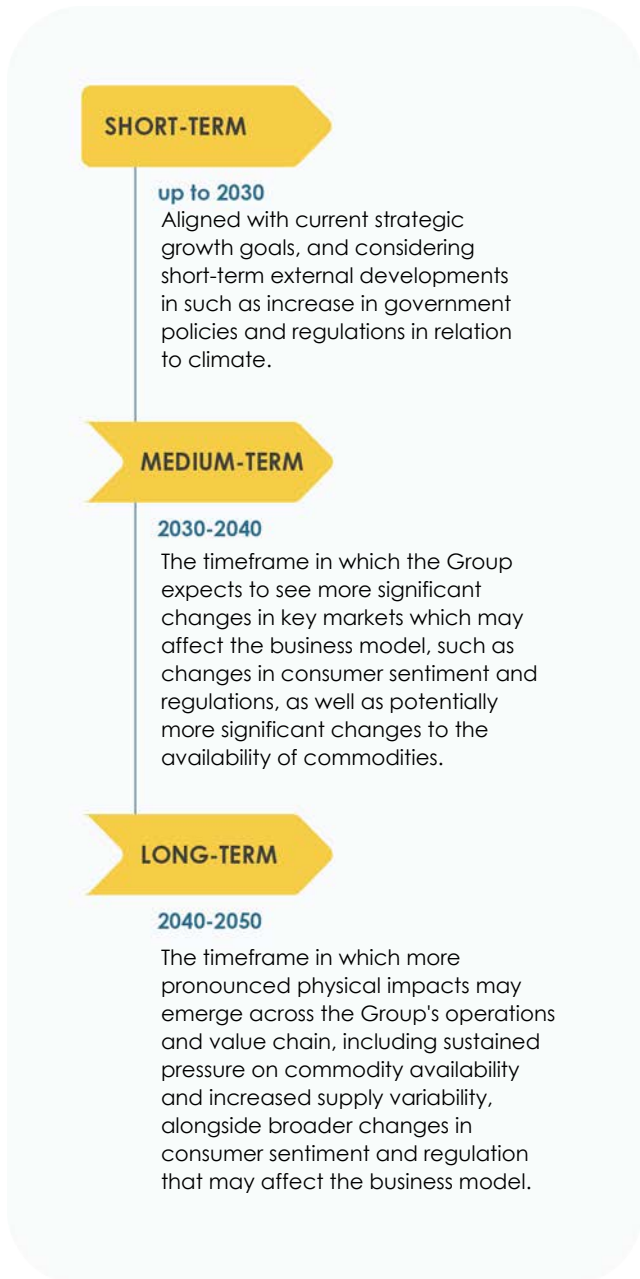 SHORT-TERM
up to 2030
Aligned with current strategic
growth goals, and considering
short-term external developments
in such as increase in government
policies and regulations in relation
to climate.
MEDIUM-TERM
2030-2040
The timeframe in which the Group
expects to see more significant
changes in key markets which may
affect the business model, such as
changes in consumer sentiment and
regulations, as well as potentially
more significant changes to the
availability of commodities.
LONG-TERM
2040-2050
The timeframe in which more
pronounced physical impacts may
emerge across the Group's operations
and value chain, including sustained
pressure on commodity availability
and increased supply variability,
alongside broader changes in
consumer sentiment and regulation
that may affect the business model.